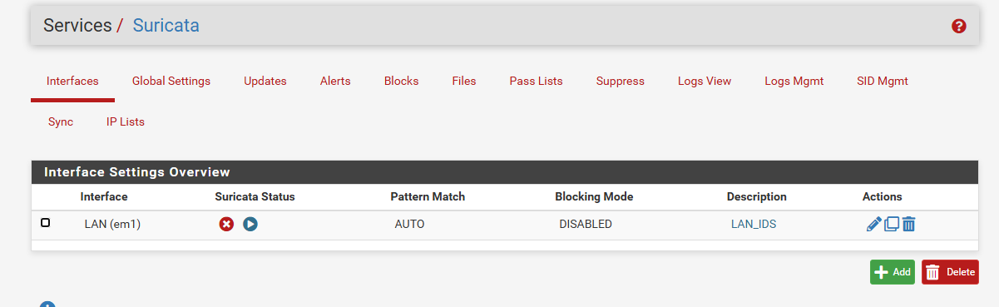 Services / Suricata
Interfaces Global Settings Updates Alerts Blocks Files Pass Lists Suppress Logs View Logs Mgmt SID Mgmt
Sync IP Lists
Interface Settings Overview
Interface Suricata Status Pattern Match Blocking Mode Description Actions
LAN (em1) AUTO DISABLED LAN_IDS
Add Delete